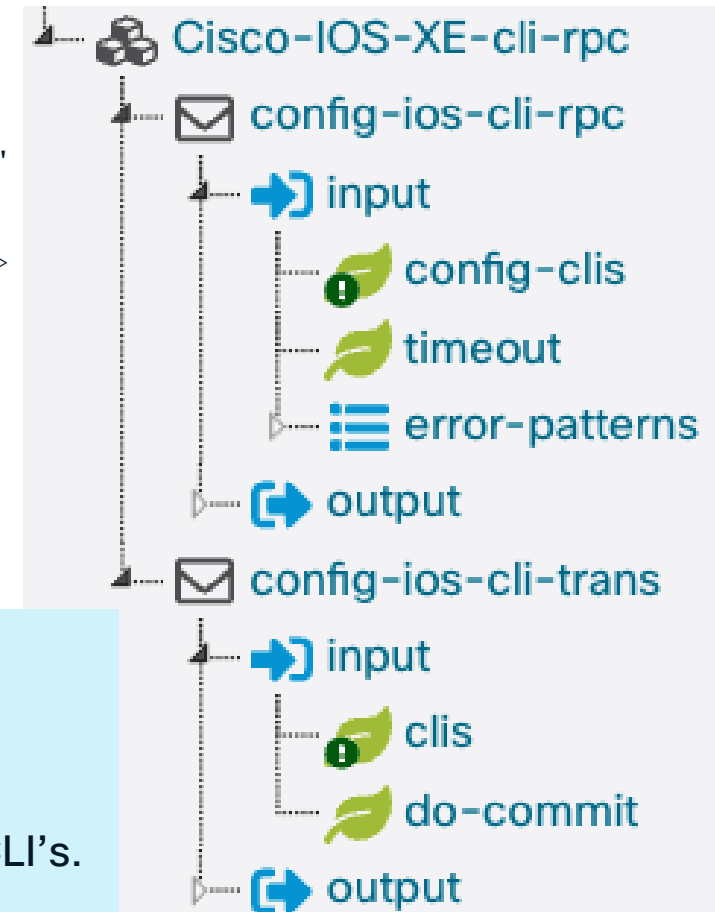 Cisco-IOS-XE-cli-rpc
config-ios-cli-rpc
"
input
>
config-clis
timeout
error-patterns
output
config-ios-cli-trans
input
clis
LI's.
do-commit
output